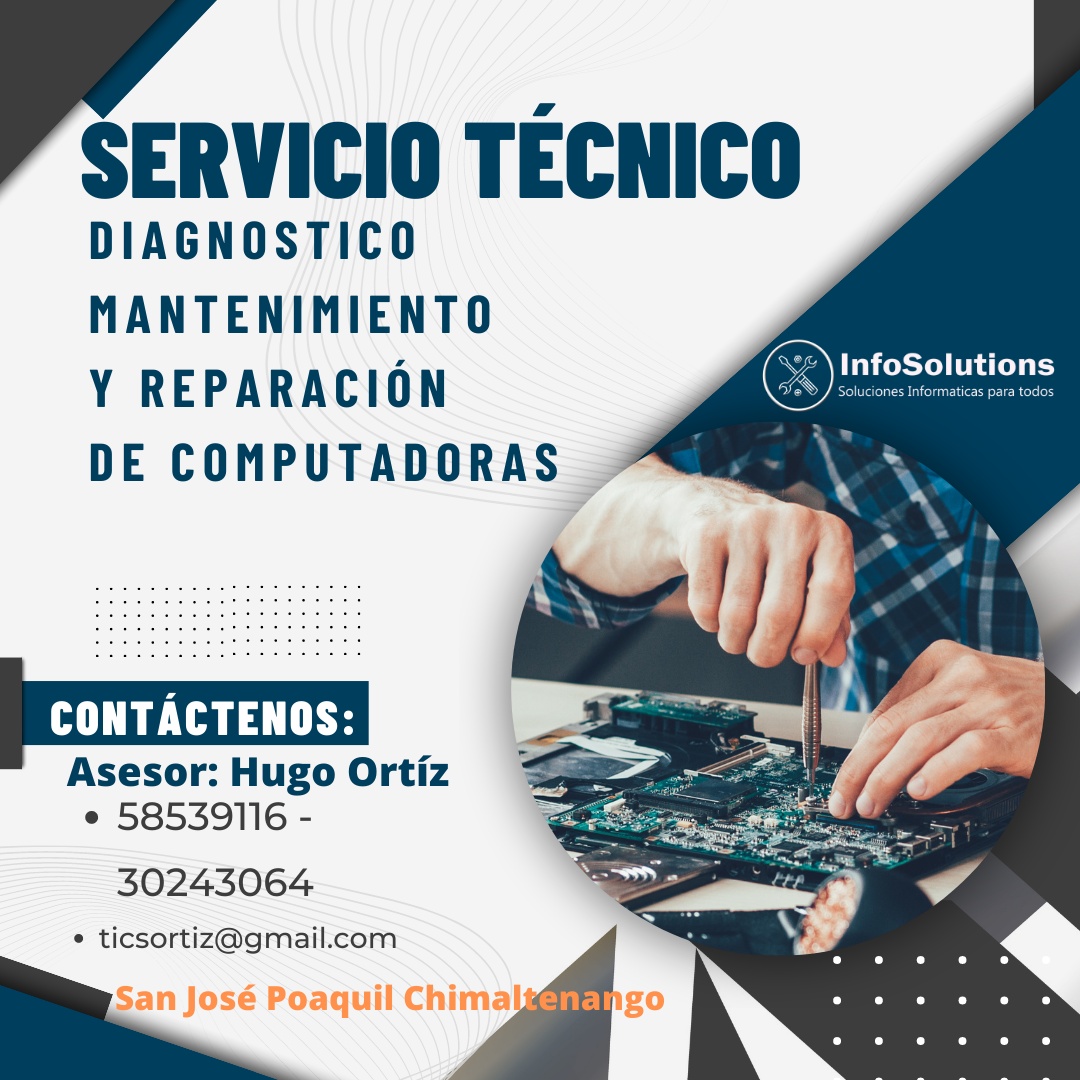 SERVICIO TÉCNICO
DIAGNOSTICO
MANTENIMIENTO
Y REPARACIÓN
DE COMPUTADORAS
InfoSolutions
Soluciones Informaticas para todos
CONTÁCTENOS:
Asesor: Hugo Ortíz
• 58539116 -
30243064
• ticsortiz@gmail.com
San José Poaquil Chimaltenango